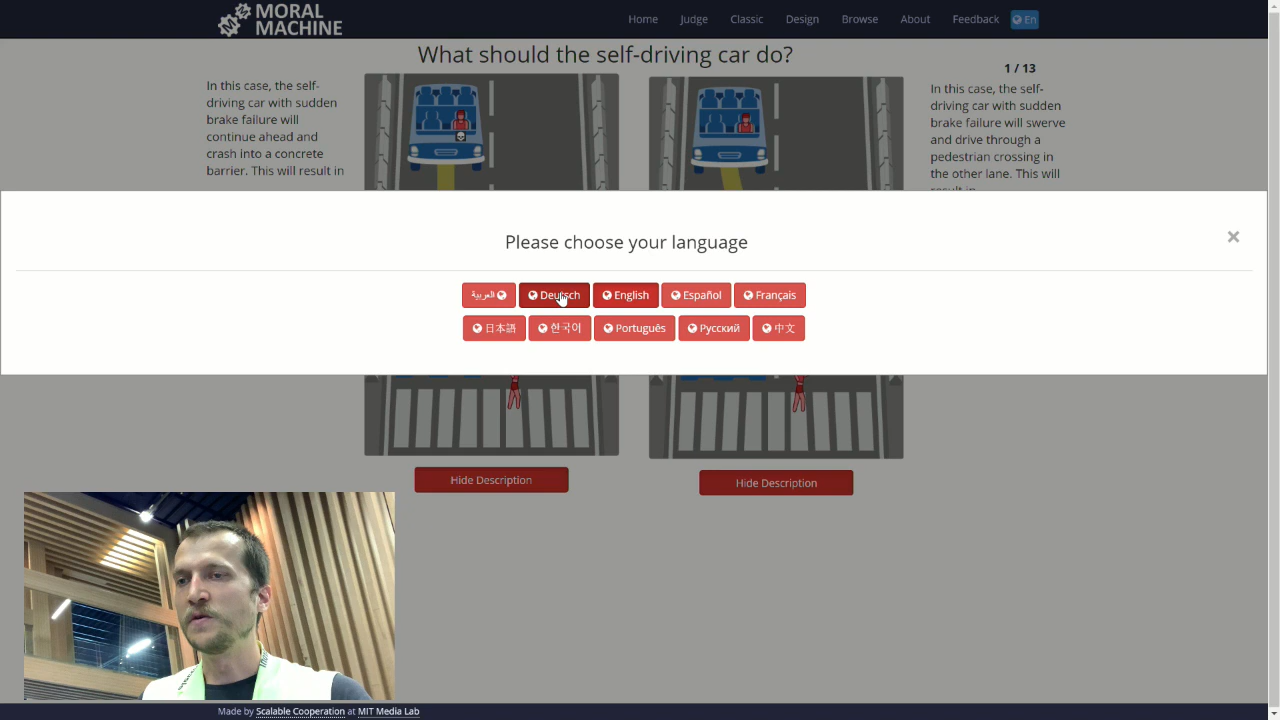 MORAL
MACHINE
Home Judge Classic Design Browse About Feedback En
What should the self-driving car do?
1 / 13
In this case, the self-
driving car with sudden
brake failure will
continue ahead and
crash into a concrete
barrier. This will result in
In this case, the self-
driving car with sudden
brake failure will swerve
and drive through a
pedestrian crossing in
the other lane. This will
result in
Please choose your language
×
العربية Deutsch English Español Français
日本語 한국어 Português Русский 中文
Hide Description Hide Description
Made by Scalable Cooperation at MIT Media Lab